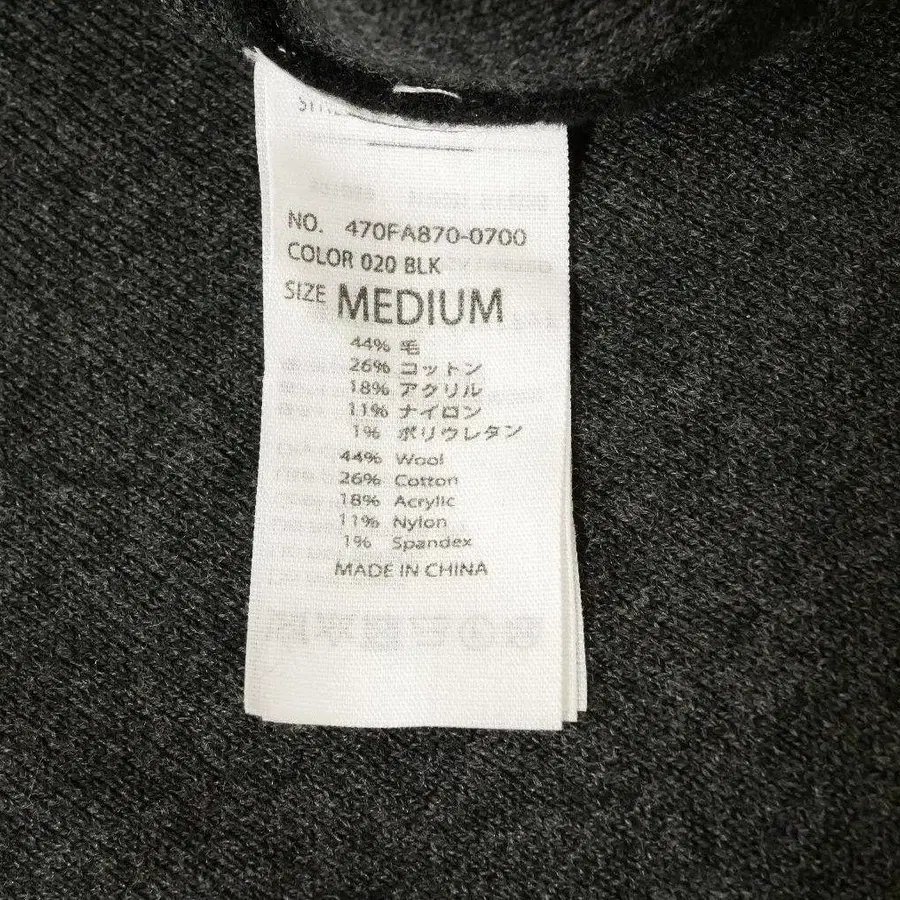 NO. 470FA870-0700
COLOR 020 BLK
SIZE MEDIUM
44% 毛
26% コットン
18% アクリル
11% ナイロン
1% ポリウレタン
44% Wool
26% Cotton
18% Acrylic
11% Nylon
1% Spandex
MADE IN CHINA